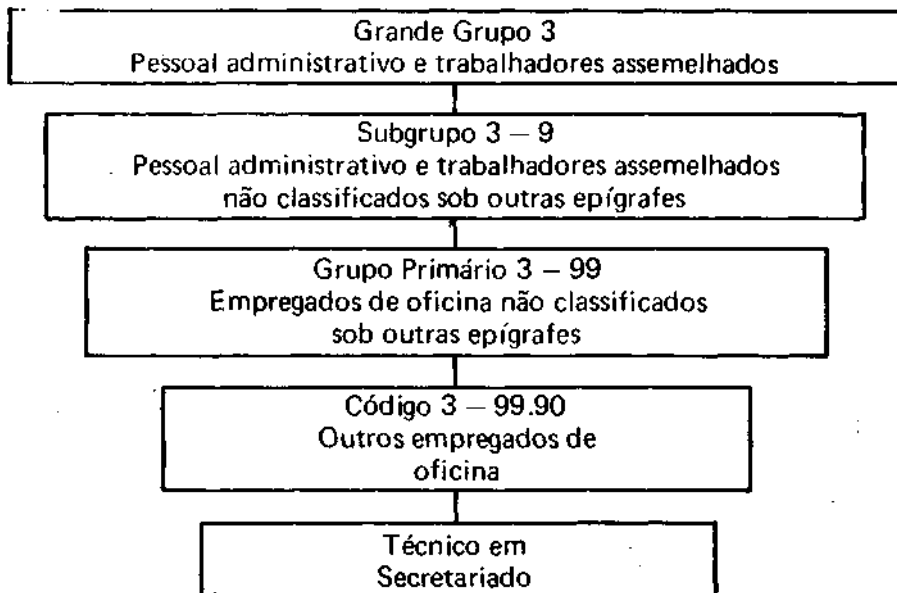 Grande Grupo 3
Pessoal administrativo e trabalhadores assemelhados
Subgrupo 3 – 9
Pessoal administrativo e trabalhadores assemelhados
não classificados sob outras epígrafes
Grupo Primário 3 – 99
Empregados de oficina não classificados
sob outras epígrafes
Código 3 – 99.90
Outros empregados de
oficina
Técnico em
Secretariado